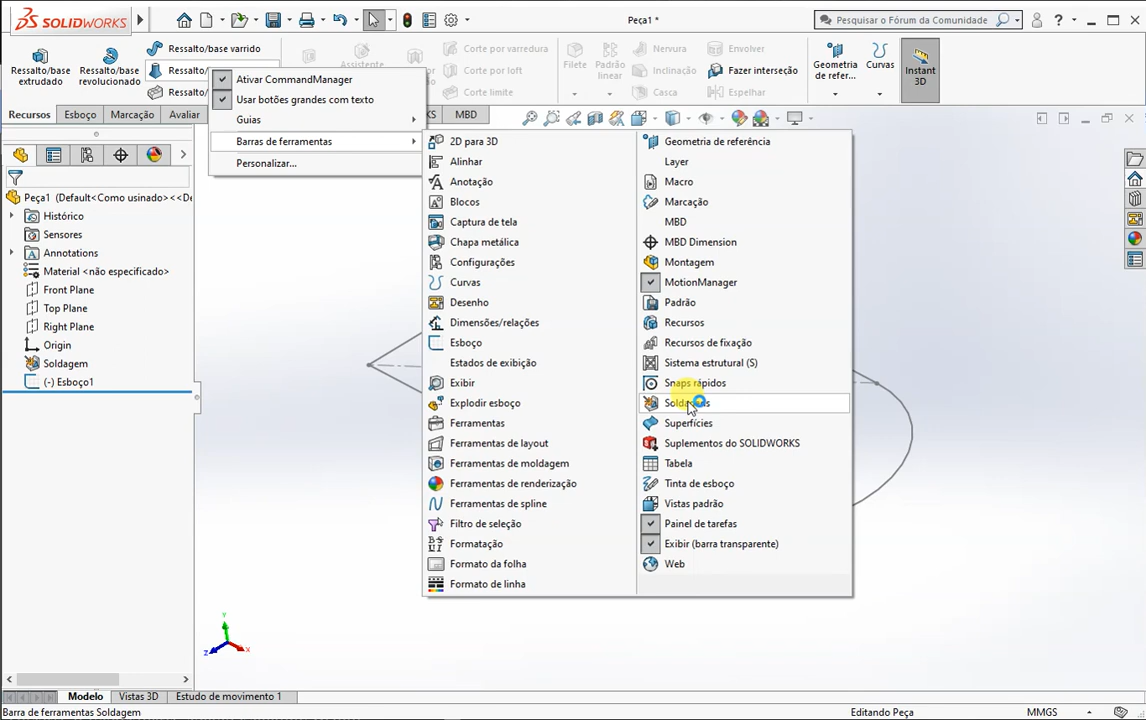 SOLIDWORKS
Peça1 *
Pesquisar o Fórum da Comunidade
Ressalto/base extrudado
Ressalto/base revolucionado
Ressalto/base varrido
Ressalto/
Ressalto/
Assistente
Corte por varredura
Corte por loft
Corte limite
Filete
Padrão linear
Nervura
Inclinação
Casca
Envolver
Fazer interseção
Espelhar
Geometria de refer...
Curvas
Instant 3D
Recursos
Esboço
Marcação
Avaliar
KS
MBD
Ativar CommandManager
Usar botões grandes com texto
Guias
Barras de ferramentas
Personalizar...
Peça1 (Default<Como usinado><<De
Histórico
Sensores
Annotations
Material <não especificado>
Front Plane
Top Plane
Right Plane
Origin
Soldagem
(-) Esboço1
2D para 3D
Alinhar
Anotação
Blocos
Captura de tela
Chapa metálica
Configurações
Curvas
Desenho
Dimensões/relações
Esboço
Estados de exibição
Exibir
Explodir esboço
Ferramentas
Ferramentas de layout
Ferramentas de moldagem
Ferramentas de renderização
Ferramentas de spline
Filtro de seleção
Formatação
Formato da folha
Formato de linha
Geometria de referência
Layer
Macro
Marcação
MBD
MBD Dimension
Montagem
MotionManager
Padrão
Recursos
Recursos de fixação
Sistema estrutural (S)
Snaps rápidos
Superfícies
Suplementos do SOLIDWORKS
Tabela
Tinta de esboço
Vistas padrão
Painel de tarefas
Exibir (barra transparente)
Web
Y
Z
X
Modelo
Vistas 3D
Estudo de movimento 1
Barra de ferramentas Soldagem
Editando Peça
MMGS